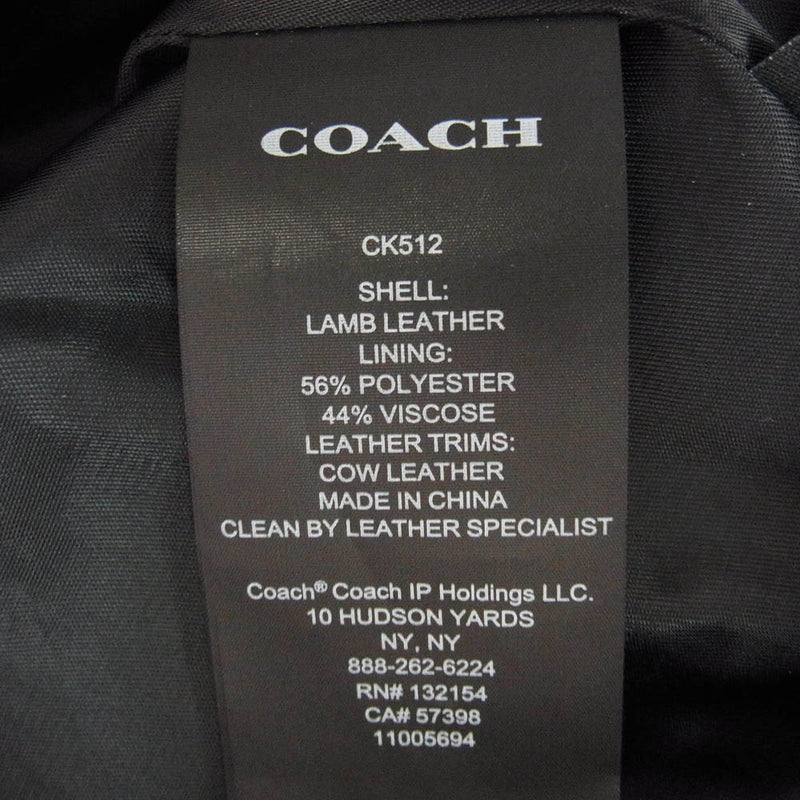 COACH
CK512
SHELL:
LAMB LEATHER
LINING:
56% POLYESTER
44% VISCOSE
LEATHER TRIMS:
COW LEATHER
MADE IN CHINA
CLEAN BY LEATHER SPECIALIST
Coach® Coach IP Holdings LLC.
10 HUDSON YARDS
NY, NY
888-262-6224
RN# 132154
CA# 57398
11005694